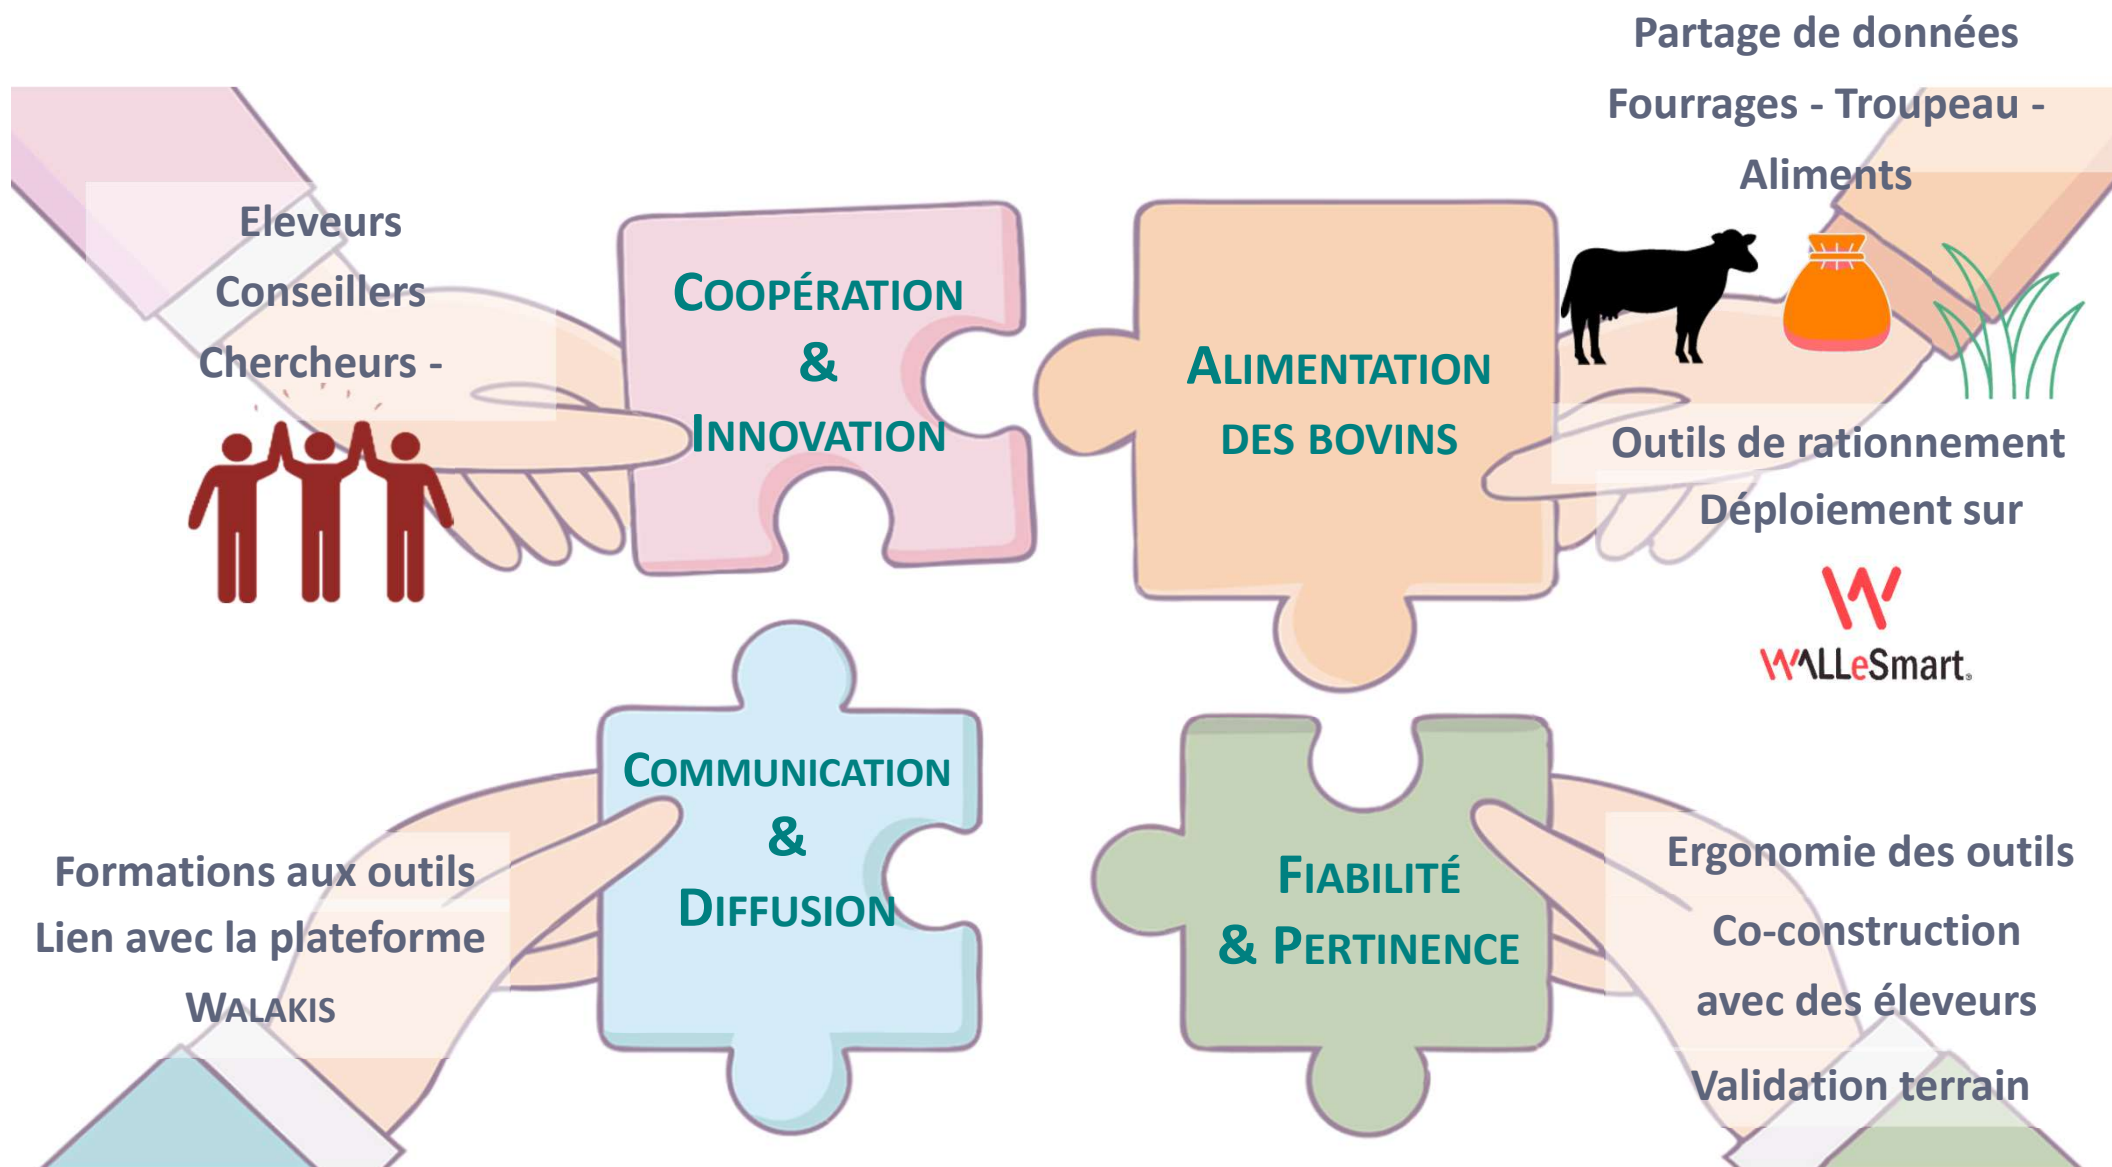 Partage de données
Fourrages - Troupeau -
Aliments
Eleveurs
Conseillers
Chercheurs -
COOPÉRATION
&
INNOVATION
ALIMENTATION
DES BOVINS
Outils de rationnement
Déploiement sur
W
WALLeSmart®
COMMUNICATION
&
DIFFUSION
Formations aux outils
Lien avec la plateforme
WALAKIS
FIABILITÉ
& PERTINENCE
Ergonomie des outils
Co-construction
avec des éleveurs
Validation terrain